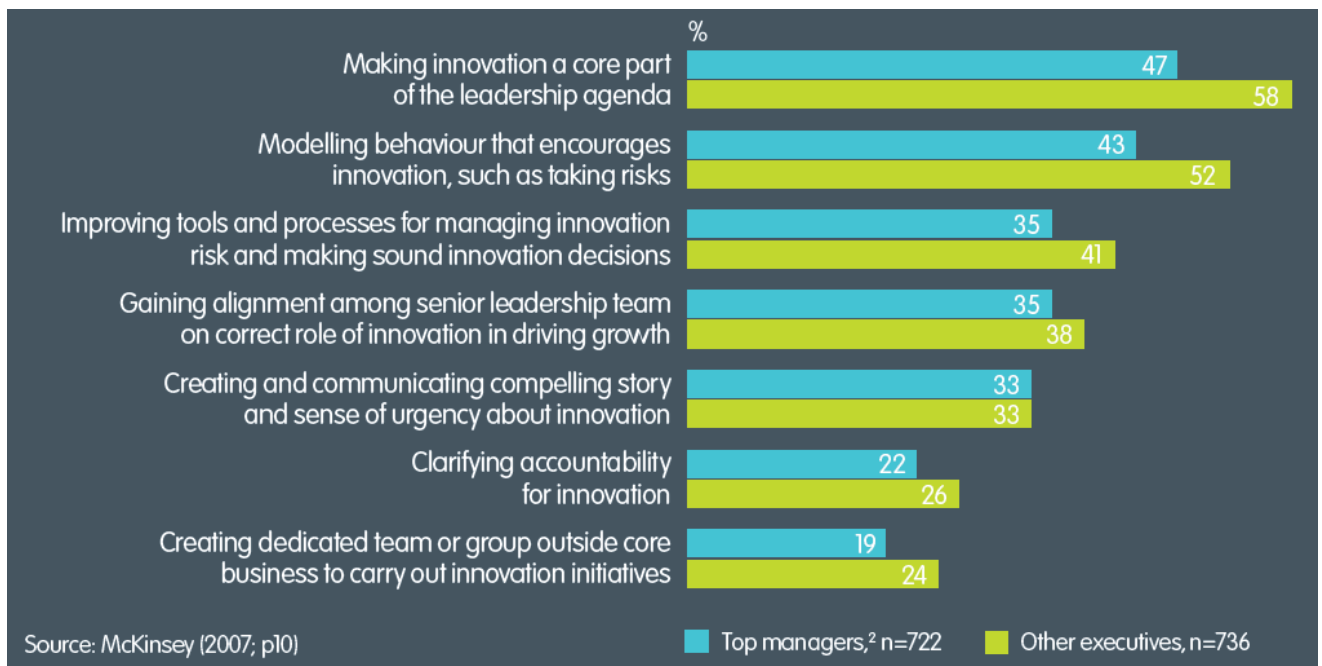 %
Making innovation a core part
of the leadership agenda
47
58
Modelling behaviour that encourages
innovation, such as taking risks
43
52
Improving tools and processes for managing innovation
risk and making sound innovation decisions
35
41
Gaining alignment among senior leadership team
on correct role of innovation in driving growth
35
38
Creating and communicating compelling story
and sense of urgency about innovation
33
33
Clarifying accountability
for innovation
22
26
Creating dedicated team or group outside core
business to carry out innovation initiatives
19
24
Source: McKinsey (2007; p10)
Top managers,² n=722
Other executives, n=736